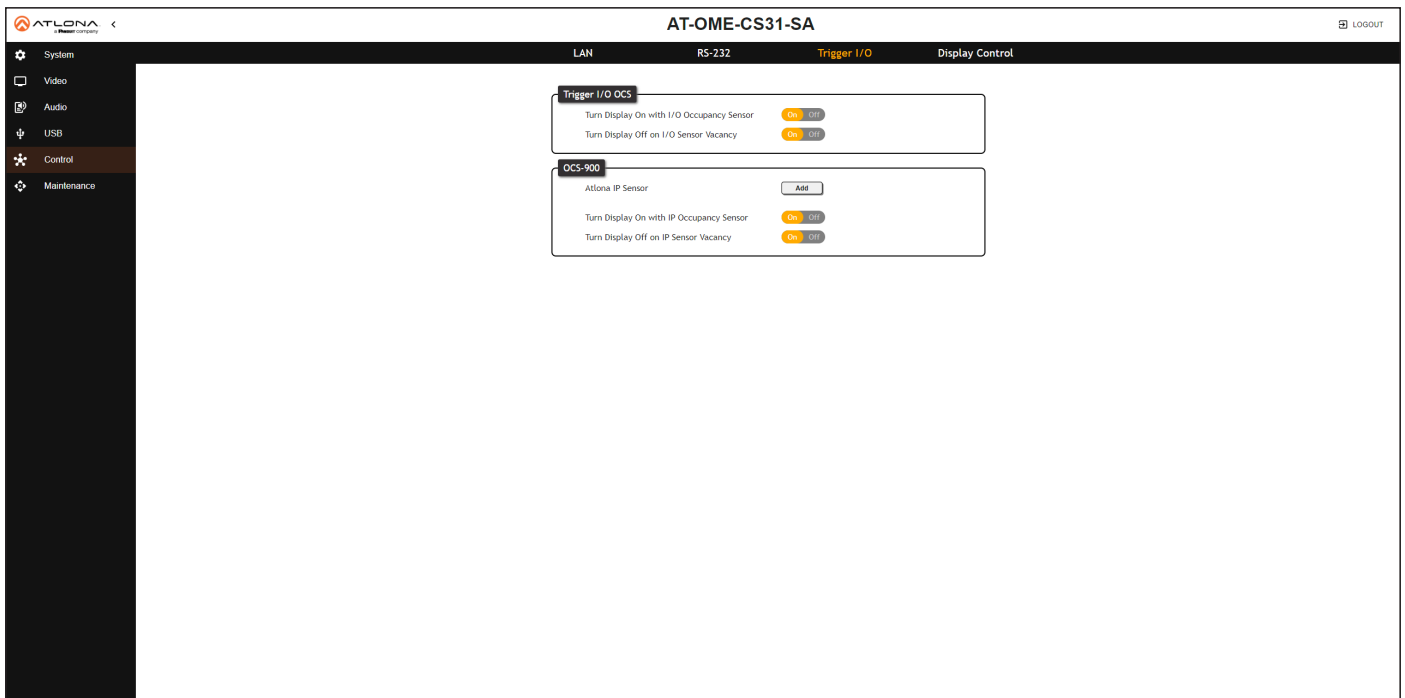 ATLONA
a Panduit company
AT-OME-CS31-SA
LOGOUT
System
Video
Audio
USB
Control
Maintenance
LAN RS-232 Trigger I/O Display Control
Trigger I/O OCS
Turn Display On with I/O Occupancy Sensor On Off
Turn Display Off on I/O Sensor Vacancy On Off
OCS-900
Atlona IP Sensor Add
Turn Display On with IP Occupancy Sensor On Off
Turn Display Off on IP Sensor Vacancy On Off